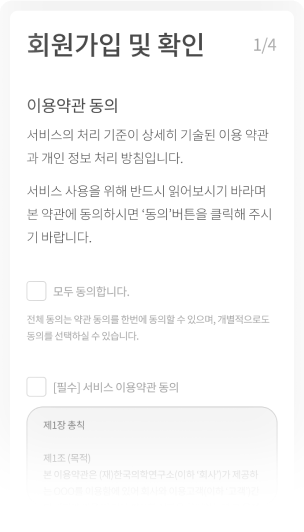 회원가입 및 확인
1/4
이용약관 동의
서비스의 처리 기준이 상세히 기술된 이용 약관
과 개인 정보 처리 방침입니다.
서비스 사용을 위해 반드시 읽어보시기 바라며
본 약관에 동의하시면 '동의'버튼을 클릭해 주시
기 바랍니다.
모두 동의합니다.
전체 동의는 약관 동의를 한번에 동의할 수 있으며, 개별적으로도
동의를 선택하실 수 있습니다.
[필수] 서비스 이용약관 동의
제1장 총칙
제1조 (목적)
본 이용약관은 (재)한국의학연구소(이하 '회사')가 제공하